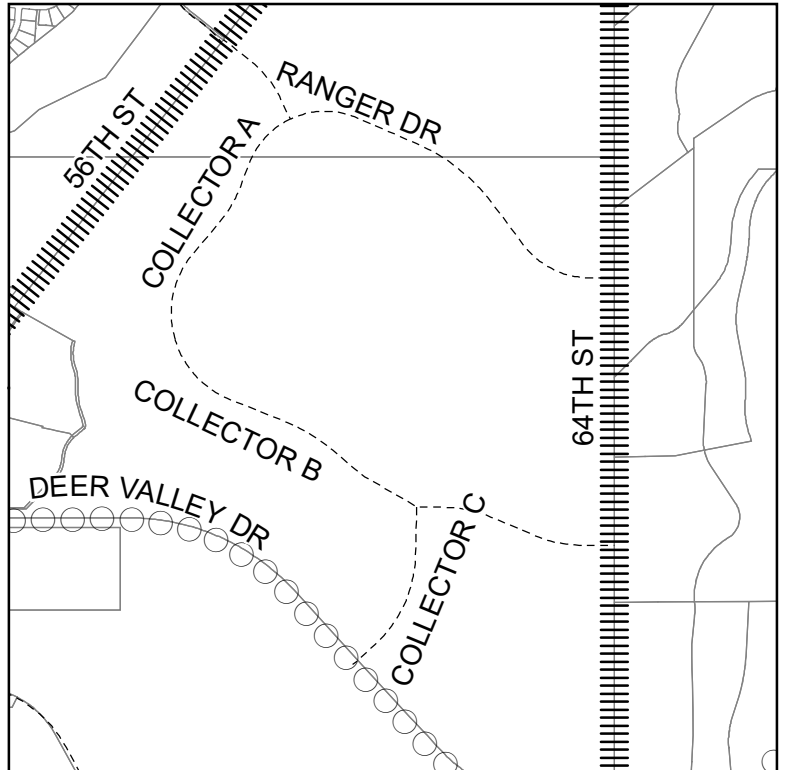 RANGER DR
56TH ST
COLLECTOR A
64TH ST
COLLECTOR B
DEER VALLEY DR
COLLECTOR C